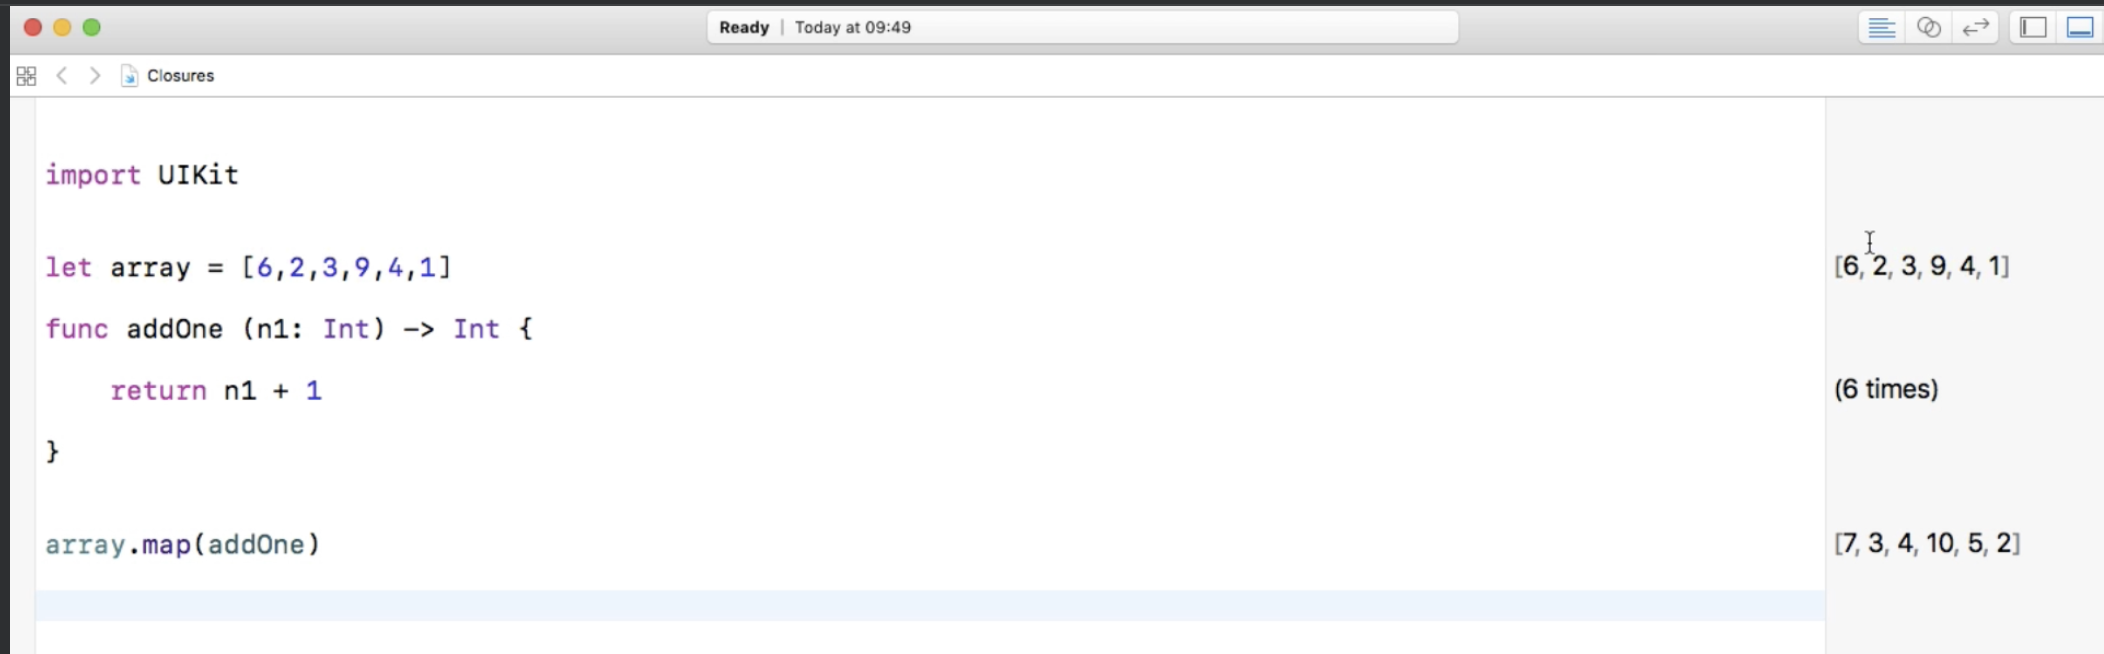 Ready | Today at 09:49
Closures
import UIKit
let array = [6,2,3,9,4,1]
[6, 2, 3, 9, 4, 1]
func addOne (n1: Int) -> Int {
return n1 + 1
(6 times)
}
array.map(addOne)
[7, 3, 4, 10, 5, 2]